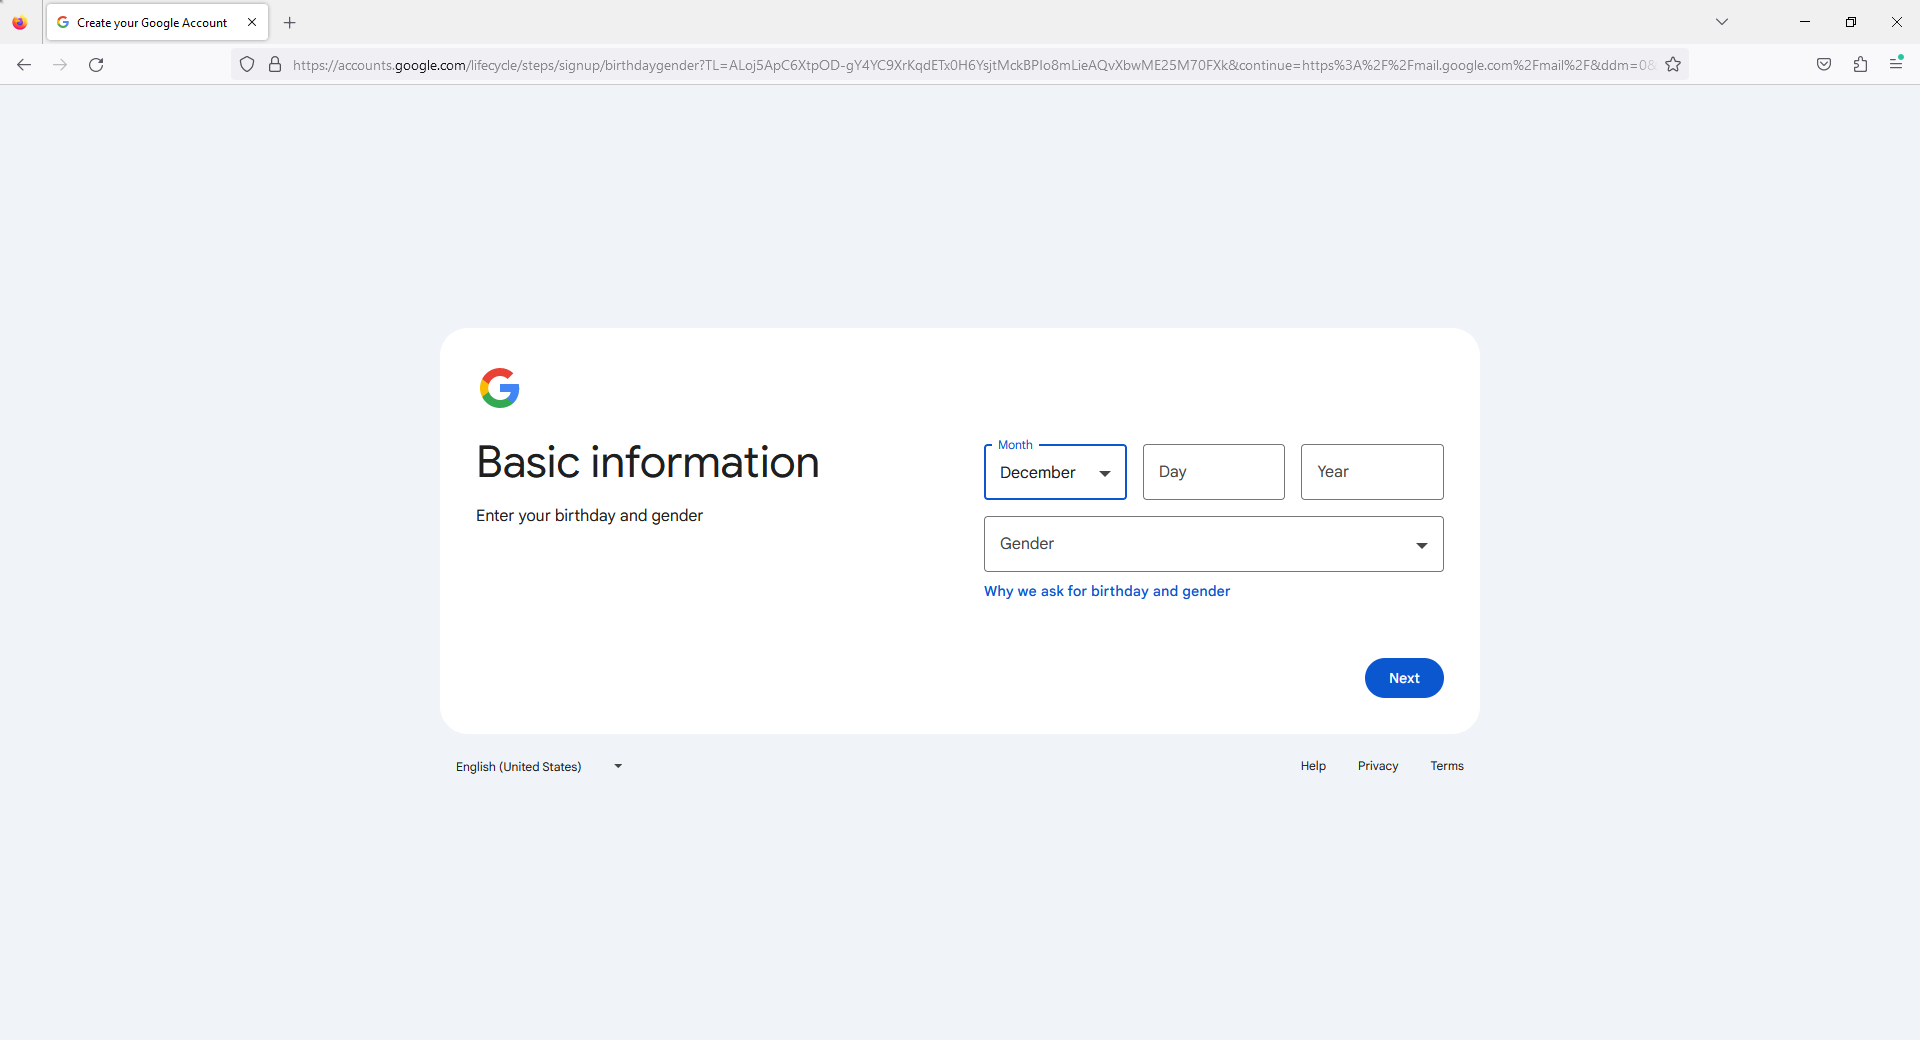 Create your Google Account
https://accounts.google.com/lifecycle/steps/signup/birthdaygender?TL=ALoj5ApC6XtpOD-gY4YC9XrKqdETx0H6YsjtMckBPIo8mLieAQvXbwME25M70FXk&continue=https%3A%2F%2Fmail.google.com%2Fmail%2F&ddm=0&
Basic information
Enter your birthday and gender
Month
December
Day
Year
Gender
Why we ask for birthday and gender
Next
English (United States)
Help
Privacy
Terms